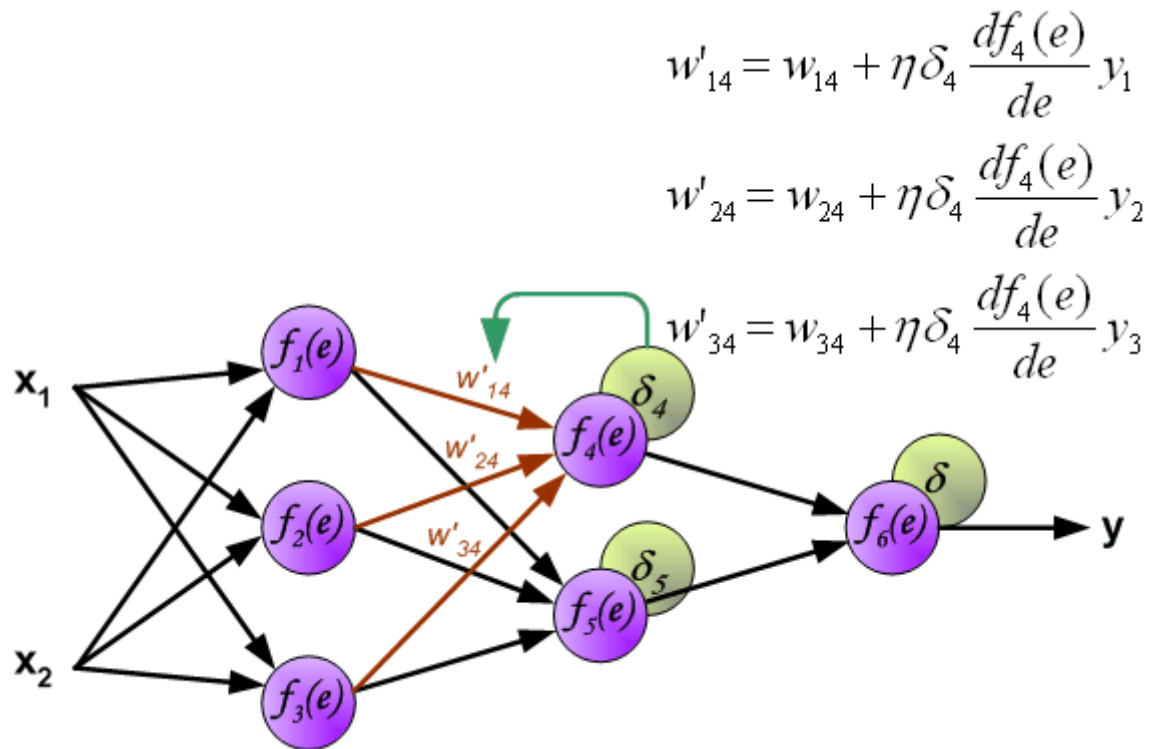 w'₁₄ = w₁₄ + ηδ₄ df₄(e)/de y₁
w'₂₄ = w₂₄ + ηδ₄ df₄(e)/de y₂
w'₃₄ = w₃₄ + ηδ₄ df₄(e)/de y₃
x₁
f₁(e)
w'₁₄
δ₄
f₄(e)
w'₂₄
δ
f₂(e)
f₆(e)
y
w'₃₄
δ₅
f₅(e)
x₂
f₃(e)